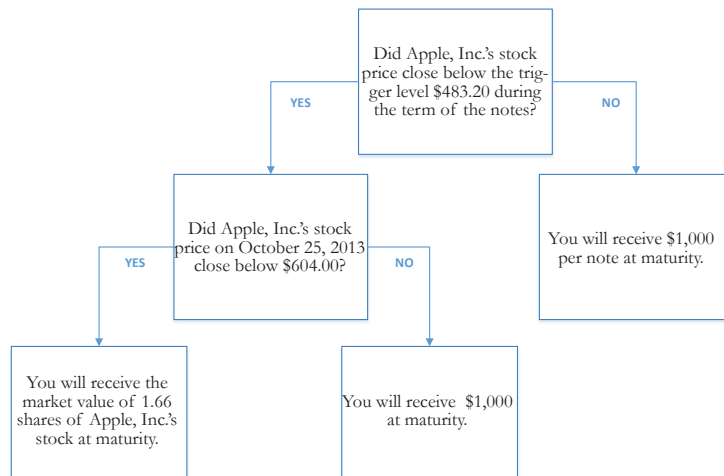 Did Apple, Inc.'s stock
price close below the trig-
ger level $483.20 during
the term of the notes?
YES
NO
Did Apple, Inc.'s stock
price on October 25, 2013
close below $604.00?
You will receive $1,000
per note at maturity.
YES
NO
You will receive the
market value of 1.66
shares of Apple, Inc.'s
stock at maturity.
You will receive $1,000
at maturity.